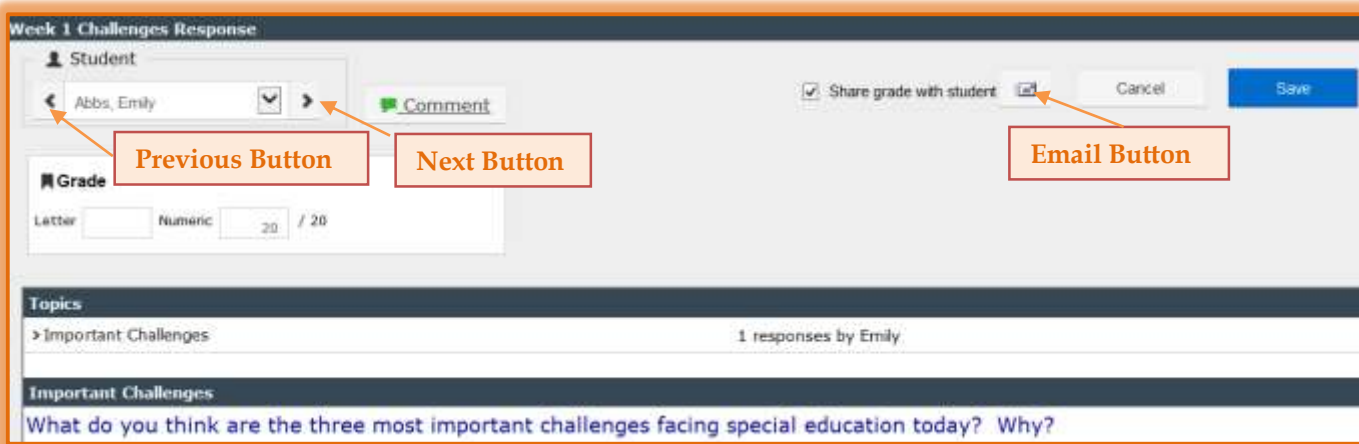 Week 1 Challenges Response
Student
Abbs, Emily
Comment
Share grade with student
Cancel
Save
Previous Button
Next Button
Email Button
Grade
Letter
Numeric
20
/ 20
Topics
> Important Challenges
1 responses by Emily
Important Challenges
What do you think are the three most important challenges facing special education today? Why?